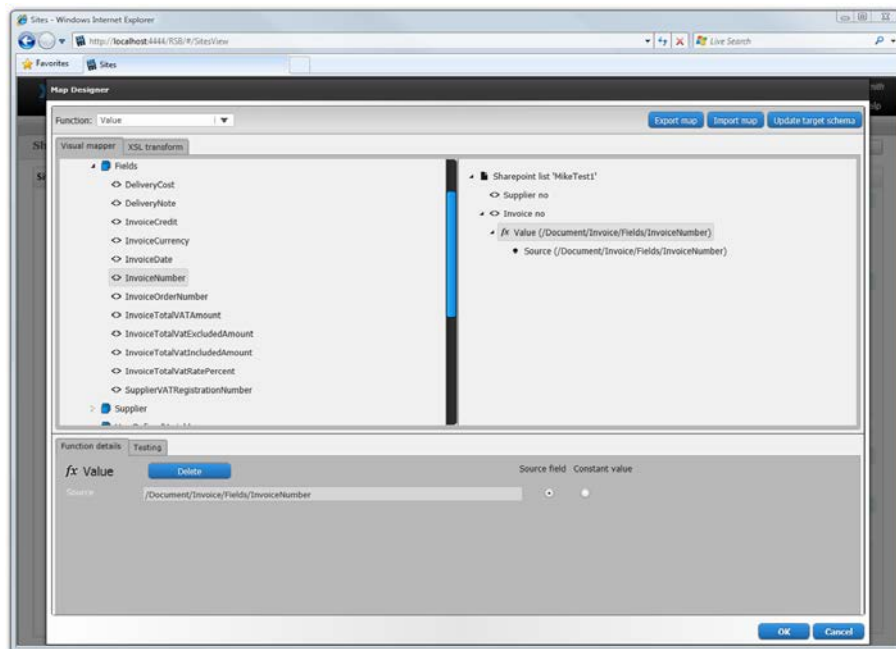 Sites - Windows Internet Explorer
http://localhost:4444/RSB/#/SitesView
Live Search
Favorites
Sites
Map Designer
Function: Value
Export map
Import map
Update target schema
Visual mapper
XSL transform
Fields
<> DeliveryCost
<> DeliveryNote
<> InvoiceCredit
<> InvoiceCurrency
<> InvoiceDate
<> InvoiceNumber
<> InvoiceOrderNumber
<> InvoiceTotalVATAmount
<> InvoiceTotalVatExcludedAmount
<> InvoiceTotalVatIncludedAmount
<> InvoiceTotalVatRatePercent
<> SupplierVATRegistrationNumber
Supplier
Sharepoint list 'MikeTest1'
<> Supplier no
<> Invoice no
fx Value (/Document/Invoice/Fields/InvoiceNumber)
Source (/Document/Invoice/Fields/InvoiceNumber)
Function details
Testing
fx Value
Delete
Source field
Constant value
Source
/Document/Invoice/Fields/InvoiceNumber
OK
Cancel